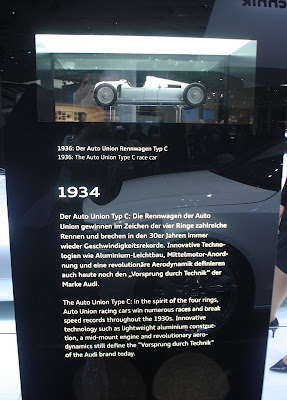 hnik
1936: Der Auto Union Rennwagen Typ C
1936: The Auto Union Type C race car
1934
Der Auto Union Typ C: Die Rennwagen der Auto
Union gewinnen im Zeichen der vier Ringe zahlreiche
Rennen und brechen in den 30er Jahren immer
wieder Geschwindigkeitsrekorde. Innovative Techno-
logien wie Aluminium-Leichtbau, Mittelmotor-Anord-
nung und eine revolutionäre Aerodynamik definieren
auch heute noch den „Vorsprung durch Technik" der
Marke Audi.
The Auto Union Type C: in the spirit of the four rings,
Auto Union racing cars win numerous races and break
speed records throughout the 1930s. Innovative
technology such as lightweight aluminium construc-
tion, a mid-mount engine and revolutionary aero-
dynamics still define the "Vorsprung durch Technik"
of the Audi brand today.